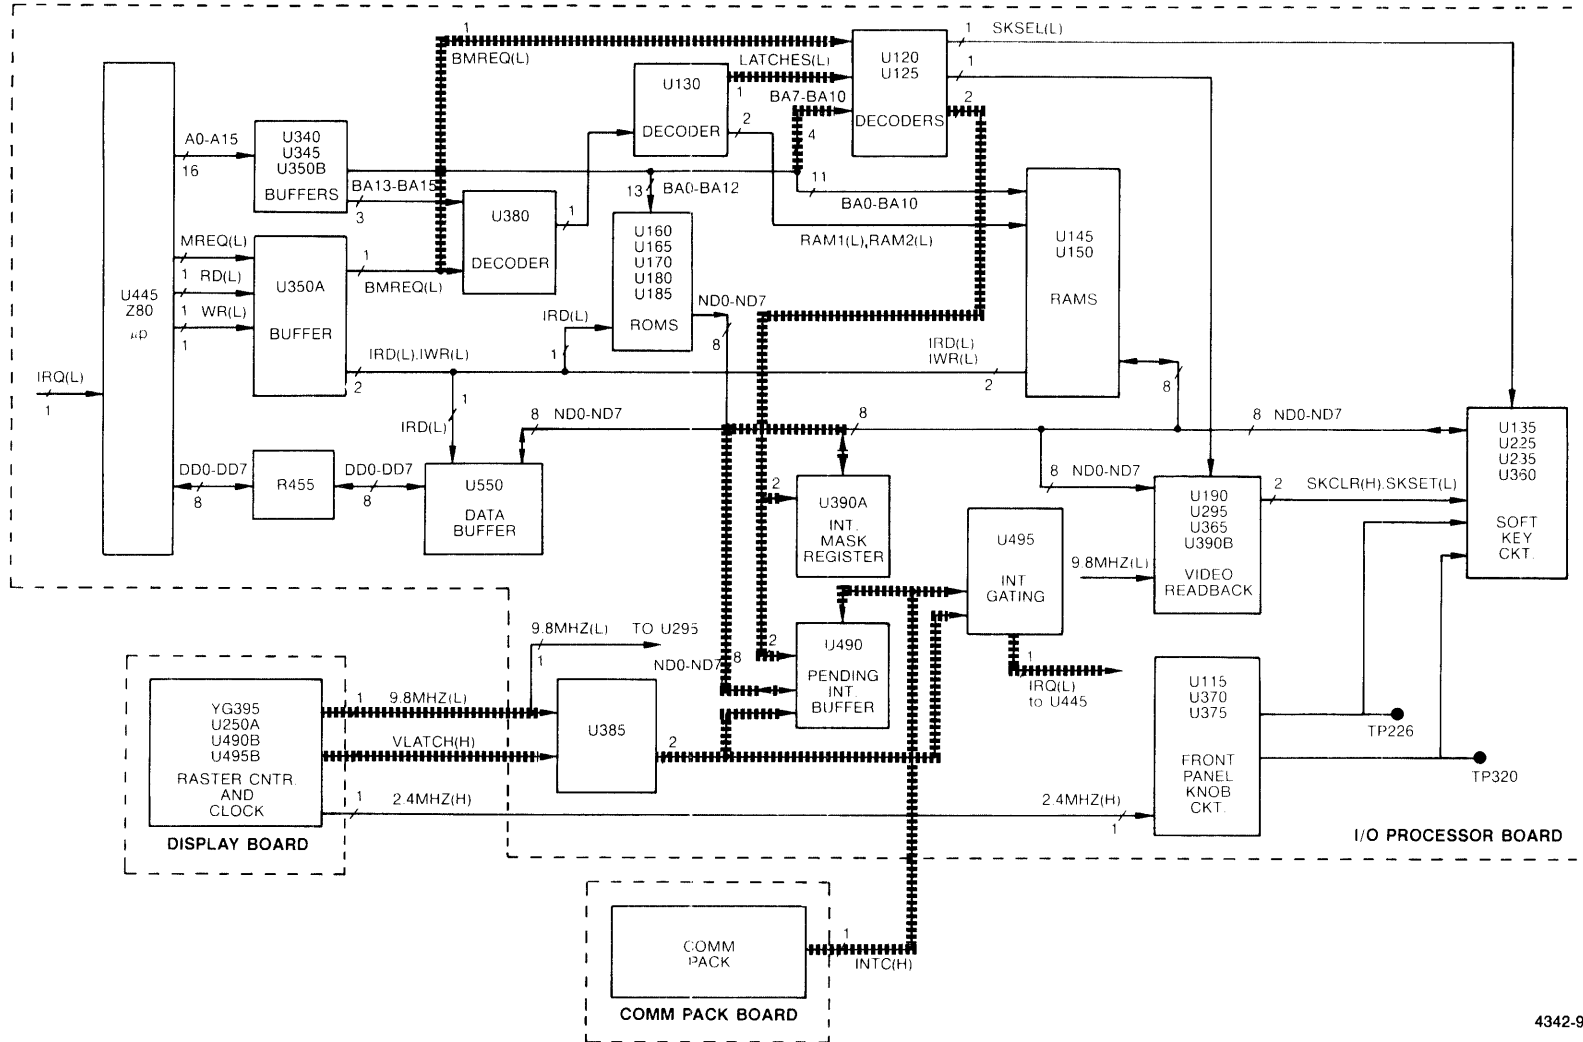 1
SKSEL(L)
BMREQ(L)
LATCHES(L)
1
U120
U125
DECODERS
1
2
BA7-BA10
4
U130
DECODER
2
A0-A15
16
U340
U345
U350B
BUFFERS
BA13-BA15
3
U380
DECODER
1
13
BA0-BA12
11
BA0-BA10
RAM1(L),RAM2(L)
U160
U165
U170
U180
U185
ROMS
ND0-ND7
8
U145
U150
RAMS
MREQ(L)
1
RD(L)
1
WR(L)
1
U445
Z80
µp
U350A
BUFFER
1
BMREQ(L)
IRD(L)
1
IRD(L).IWR(L)
2
IRD(L)
IWR(L)
2
8
IRQ(L)
1
1
IRD(L)
8 ND0-ND7
8
8 ND0-ND7
U135
U225
U235
U360
SOFT
KEY
CKT.
DD0-DD7
8
R455
DD0-DD7
8
U550
DATA
BUFFER
2
U390A
INT.
MASK
REGISTER
8 ND0-ND7
U190
U295
U365
U390B
VIDEO
READBACK
2
SKCLR(H).SKSET(L)
U495
INT
GATING
9.8MHZ(L)
9.8MHZ(L)
1
TO U295
ND0-ND7
8
2
U490
PENDING
INT.
BUFFER
1
IRQ(L)
to U445
YG395
U250A
U490B
U495B
RASTER CNTR.
AND
CLOCK
DISPLAY BOARD
1
9.8MHZ(L)
VLATCH(H)
1
2.4MHZ(H)
U385
2
2.4MHZ(H)
1
U115
U370
U375
FRONT
PANEL
KNOB
CKT.
TP226
TP320
I/O PROCESSOR BOARD
COMM
PACK
1
INTC(H)
COMM PACK BOARD
4342-9